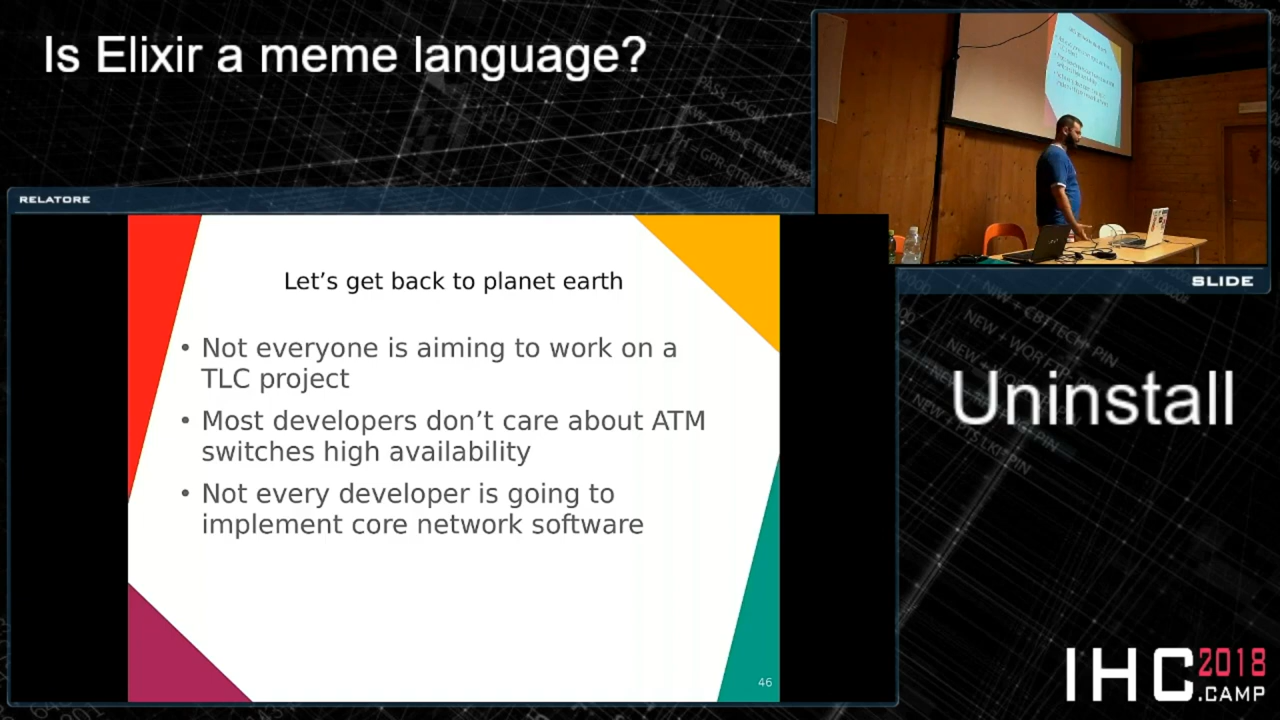 Is Elixir a meme language?
RELATORE
SLIDE
Let’s get back to planet earth
• Not everyone is aiming to work on a
TLC project
• Most developers don’t care about ATM
switches high availability
• Not every developer is going to
implement core network software
46
Uninstall
IHC2018
.CAMP